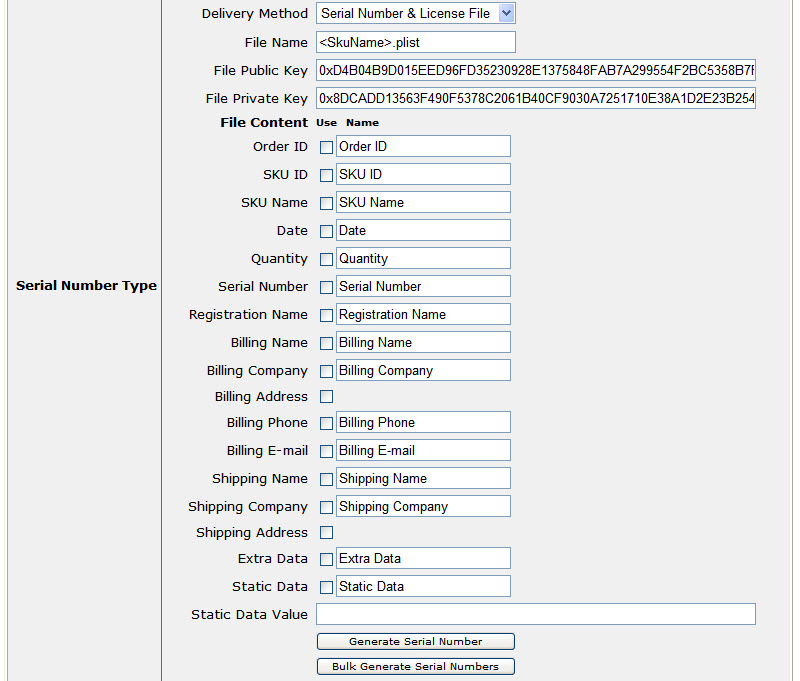 Delivery Method Serial Number & License File
File Name <SkuName>.plist
File Public Key 0xD4B04B9D015EED96FD35230928E1375848FAB7A299554F2BC5358B7f
File Private Key 0x8DCADD13563F490F5378C2061B40CF9030A7251710E38A1D2E23B254
File Content Use Name
Order ID Order ID
SKU ID SKU ID
SKU Name SKU Name
Date Date
Quantity Quantity
Serial Number Type
Serial Number Serial Number
Registration Name Registration Name
Billing Name Billing Name
Billing Company Billing Company
Billing Address
Billing Phone Billing Phone
Billing E-mail Billing E-mail
Shipping Name Shipping Name
Shipping Company Shipping Company
Shipping Address
Extra Data Extra Data
Static Data Static Data
Static Data Value
Generate Serial Number
Bulk Generate Serial Numbers